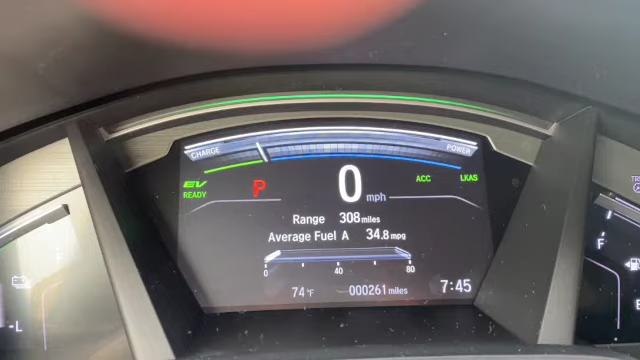 CHARGE
POWER
EV
READY
P
0 mph
ACC
LKAS
Range 308 miles
Average Fuel A 34.8 mpg
0 40 80
74 °F
000261 miles
7:45
-L
F
F